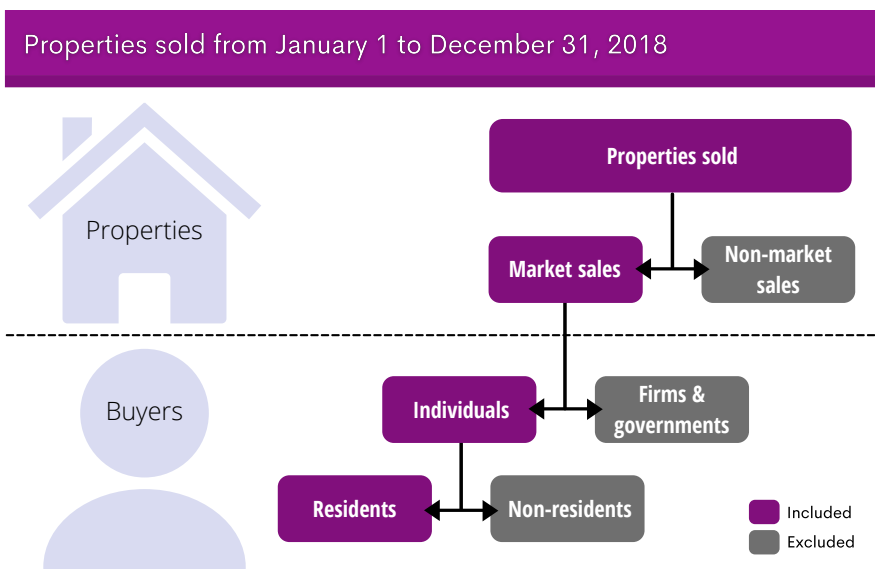 Properties sold from January 1 to December 31, 2018
Properties sold
Properties
Market sales
Non-market
sales
Buyers
Individuals
Firms &
governments
Residents
Non-residents
Included
Excluded